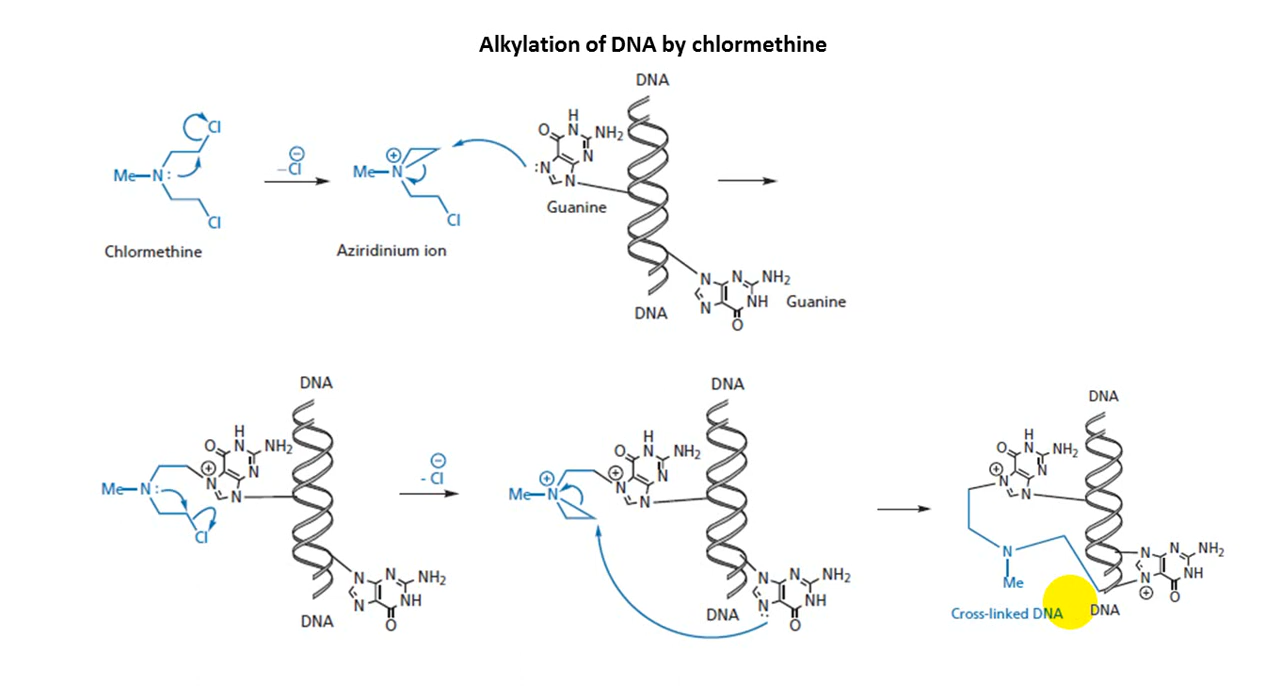 Alkylation of DNA by chlormethine
DNA
Cl
Me—N:
Cl
Chlormethine
⊖
–Cl
⊕
Me—N
Cl
Aziridinium ion
H
O N NH₂
:N N
N
Guanine
N N NH₂
N NH
O
Guanine
DNA
DNA
H
O N NH₂
⊕
N N
N
Me—N:
Cl
N N NH₂
N NH
O
DNA
⊖
- Cl
DNA
H
O N NH₂
⊕
N N
N
⊕
Me—N
N N NH₂
N NH
O
DNA
DNA
H
O N NH₂
⊕
N N
N
N
Me
N N NH₂
N NH
⊕ O
Cross-linked DNA
DNA